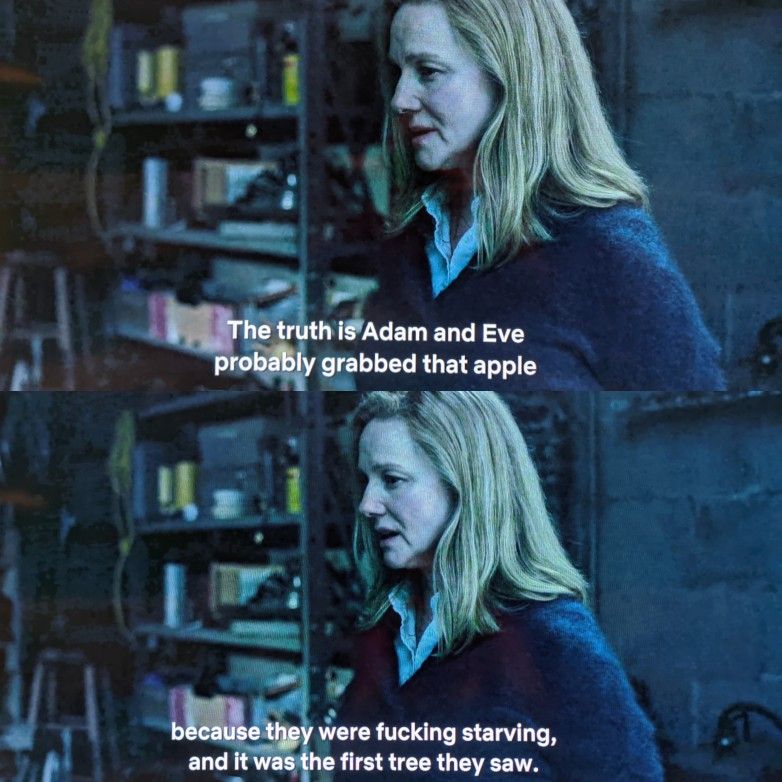 The truth is Adam and Eve
probably grabbed that apple
because they were fucking starving,
and it was the first tree they saw.